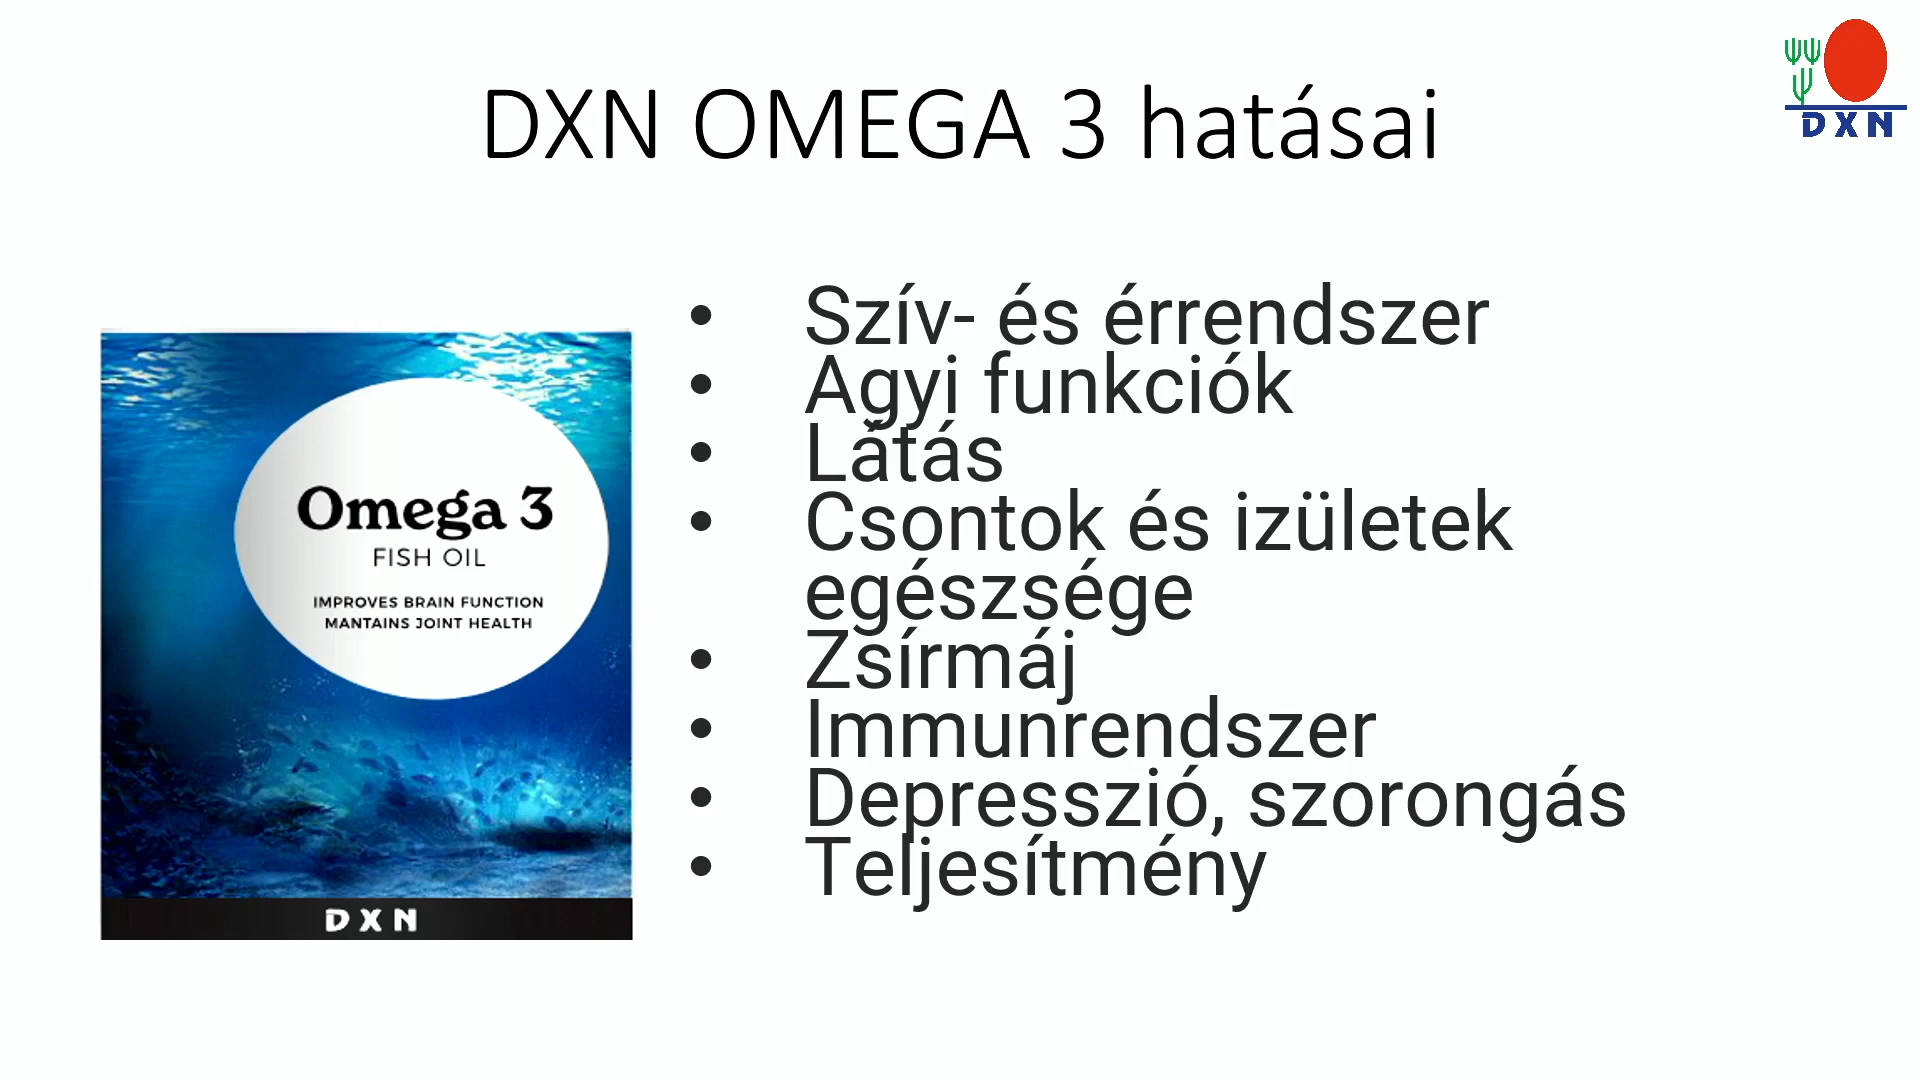 DXN OMEGA 3 hatásai
DXN
Omega 3
FISH OIL
IMPROVES BRAIN FUNCTION
MANTAINS JOINT HEALTH
DXN
• Szív- és érrendszer
• Agyi funkciók
• Látás
• Csontok és izületek
egészsége
• Zsírmáj
• Immunrendszer
• Depresszió, szorongás
• Teljesítmény